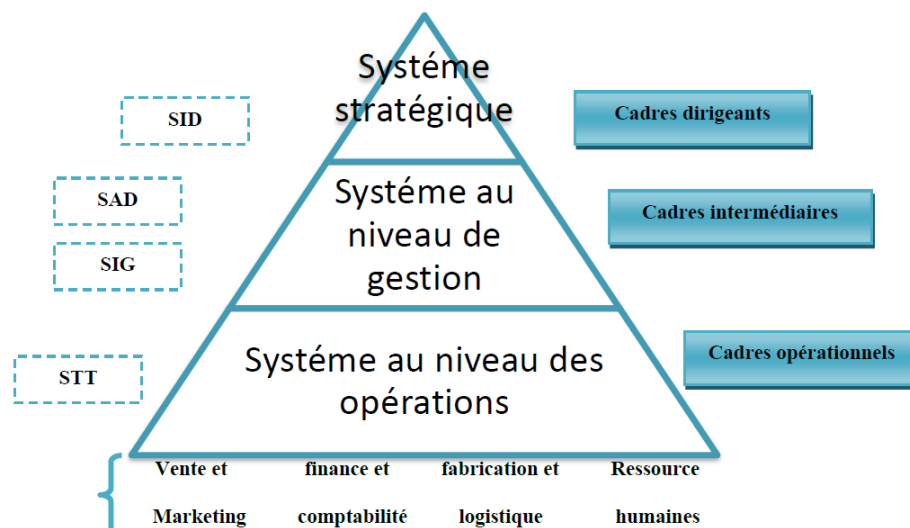 Systéme
stratégique
SID
Cadres dirigeants
SAD
Systéme au
niveau de
gestion
Cadres intermédiaires
SIG
Systéme au niveau des
opérations
STT
Cadres opérationnels
Vente et finance et fabrication et Ressource
Marketing comptabilité logistique humaines